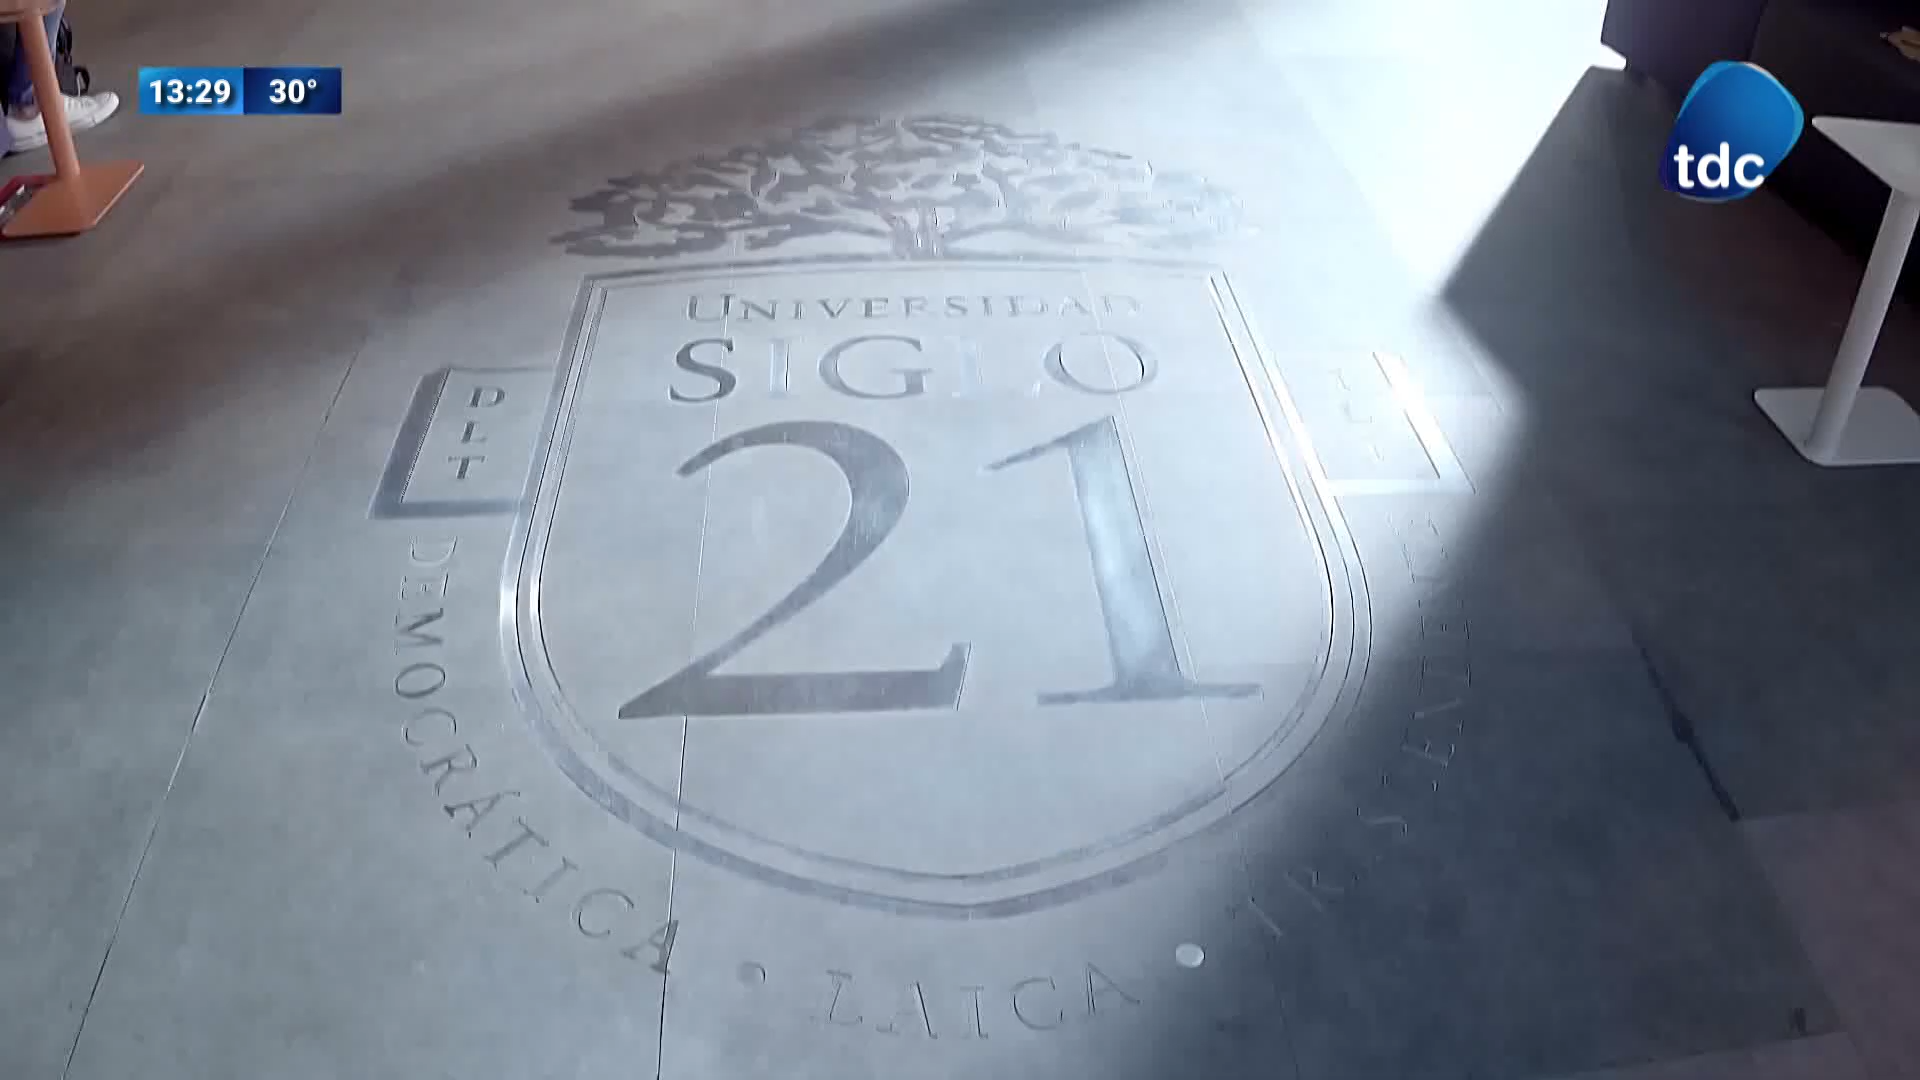 13:29 30°
tdc
UNIVERSIDAD
SIGLO
21
DLT
DEMOCRÁTICA • LAICA •